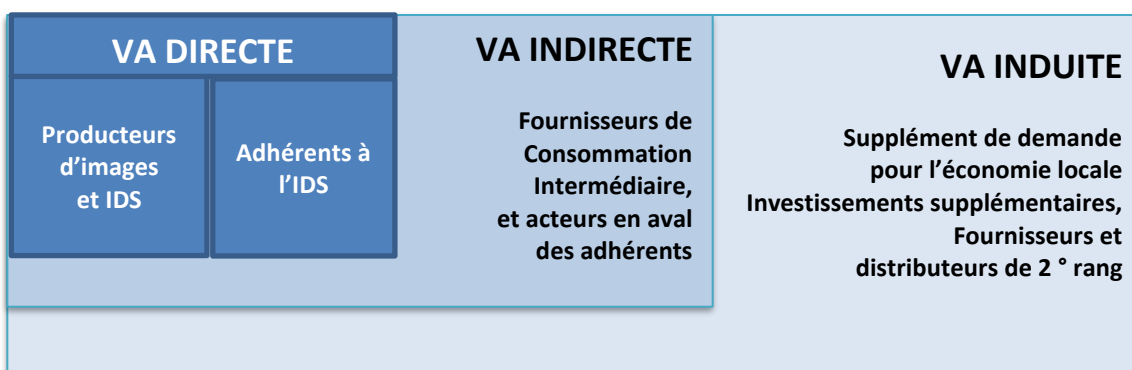 VA DIRECTE
Producteurs
d’images
et IDS
Adhérents à
l’IDS
VA INDIRECTE
Fournisseurs de
Consommation
Intermédiaire,
et acteurs en aval
des adhérents
VA INDUITE
Supplément de demande
pour l’économie locale
Investissements supplémentaires,
Fournisseurs et
distributeurs de 2 ° rang